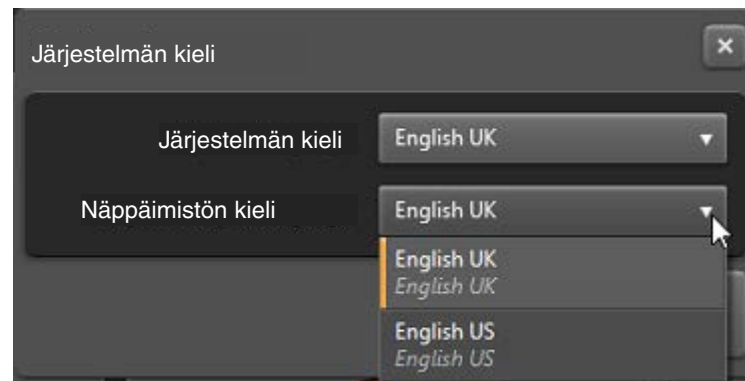 Järjestelmän kieli
Järjestelmän kieli English UK
Näppäimistön kieli English UK
English UK
English UK
English US
English US